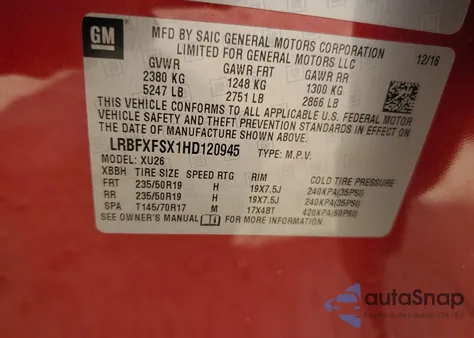 GM
MFD BY SAIC GENERAL MOTORS CORPORATION
LIMITED FOR GENERAL MOTORS LLC
12/16
GVWR GAWR FRT GAWR RR
2380 KG 1248 KG 1300 KG
5247 LB 2751 LB 2866 LB
THIS VEHICLE CONFORMS TO ALL APPLICABLE U.S. FEDERAL MOTOR
VEHICLE SAFETY AND THEFT PREVENTION STANDARDS IN EFFECT ON
THE DATE OF MANUFACTURE SHOWN ABOVE.
LRBFXFSX1HD120945 TYPE: M.P.V.
MODEL: XU26
XBBH TIRE SIZE SPEED RTG RIM COLD TIRE PRESSURE
FRT 235/50R19 H 19X7.5J 240KPA(35PSI)
RR 235/50R19 H 19X7.5J 240KPA(35PSI)
SPA T145/70R17 M 17X4BT 420KPA(60PSI)
SEE OWNER'S MANUAL FOR MORE INFORMATION.
autoSnap